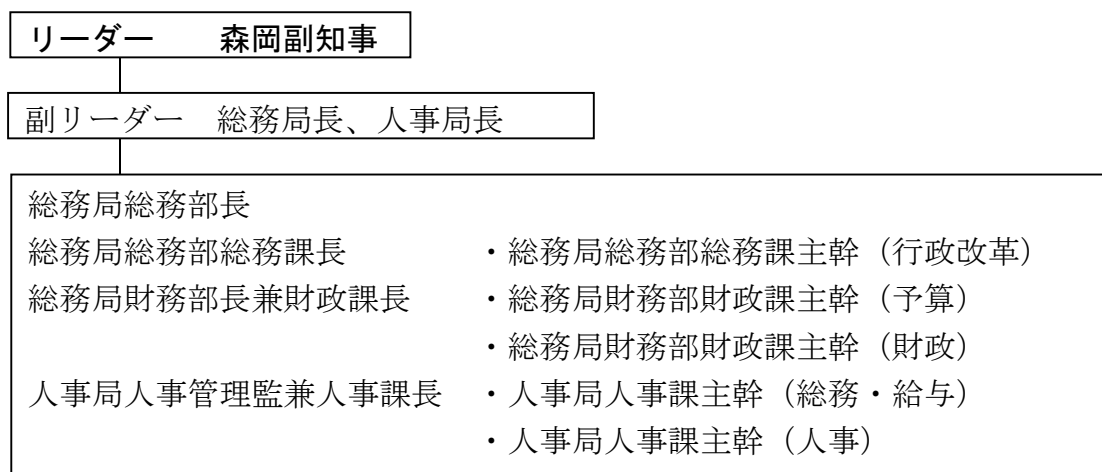 リーダー　　森岡副知事
副リーダー　総務局長、人事局長
総務局総務部長
総務局総務部総務課長　　　　・総務局総務部総務課主幹（行政改革）
総務局財務部長兼財政課長　　・総務局財務部財政課主幹（予算）
・総務局財務部財政課主幹（財政）
人事局人事管理監兼人事課長　・人事局人事課主幹（総務・給与）
・人事局人事課主幹（人事）